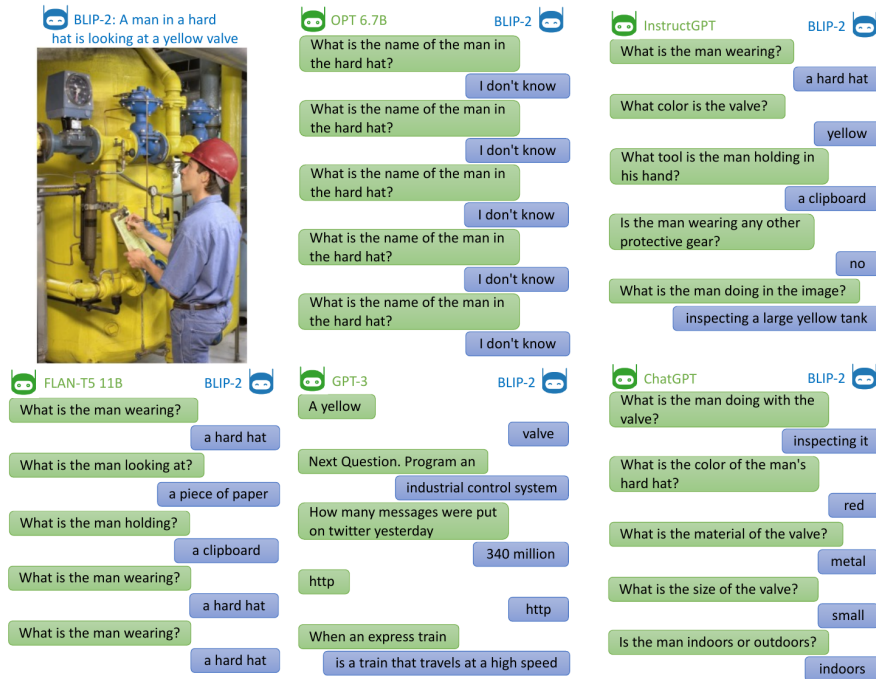 BLIP-2: A man in a hard
hat is looking at a yellow valve
OPT 6.7B
BLIP-2
What is the name of the man in
the hard hat?
I don't know
What is the name of the man in
the hard hat?
I don't know
What is the name of the man in
the hard hat?
I don't know
What is the name of the man in
the hard hat?
I don't know
What is the name of the man in
the hard hat?
I don't know
InstructGPT
BLIP-2
What is the man wearing?
a hard hat
What color is the valve?
yellow
What tool is the man holding in
his hand?
a clipboard
Is the man wearing any other
protective gear?
no
What is the man doing in the image?
inspecting a large yellow tank
FLAN-T5 11B
BLIP-2
What is the man wearing?
a hard hat
What is the man looking at?
a piece of paper
What is the man holding?
a clipboard
What is the man wearing?
a hard hat
What is the man wearing?
a hard hat
GPT-3
BLIP-2
A yellow
valve
Next Question. Program an
industrial control system
How many messages were put
on twitter yesterday
340 million
http
http
When an express train
is a train that travels at a high speed
ChatGPT
BLIP-2
What is the man doing with the
valve?
inspecting it
What is the color of the man's
hard hat?
red
What is the material of the valve?
metal
What is the size of the valve?
small
Is the man indoors or outdoors?
indoors